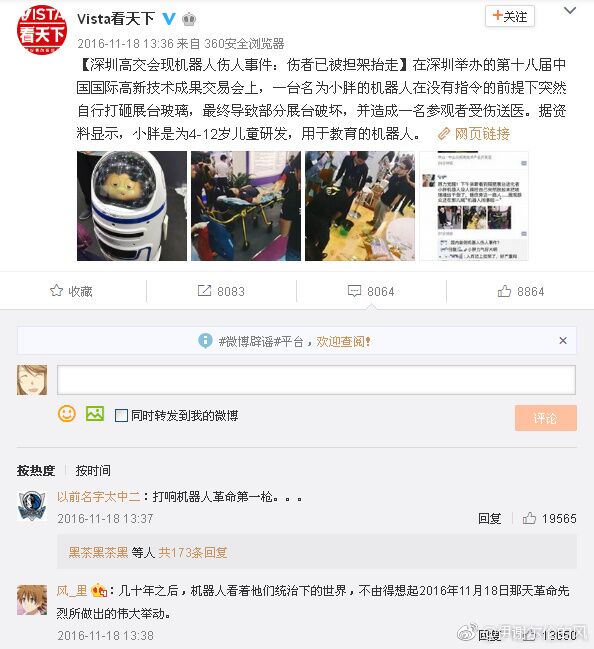 VISTA
看天下
Vista看天下
+关注
2016-11-18 13:36 来自 360安全浏览器
【深圳高交会现机器人伤人事件：伤者已被担架抬走】在深圳举办的第十八届中
国国际高新技术成果交易会上，一台名为小胖的机器人在没有指令的前提下突然
自行打砸展台玻璃，最终导致部分展台破坏，并造成一名参观者受伤送医。据资
料显示，小胖是为4-12岁儿童研发，用于教育的机器人。 网页链接
收藏
8083
8064
8864
#微博辟谣#平台，欢迎查阅!
×
同时转发到我的微博
评论
按热度 按时间
以前名字太中二：打响机器人革命第一枪。。。
2016-11-18 13:37
回复
19565
黑茶黑茶黑 等人 共173条回复
风_里：几十年之后，机器人看着他们统治下的世界，不由得想起2016年11月18日那天革命先
烈所做出的伟大举动。
2016-11-18 13:38
回复
13650